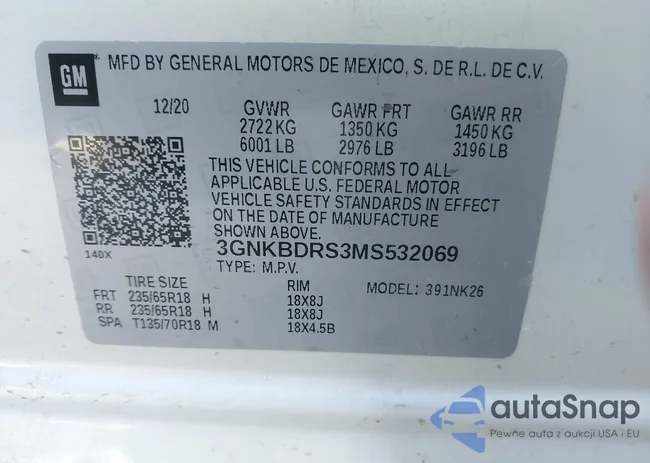 GM
MFD BY GENERAL MOTORS DE MEXICO, S. DE R.L. DE C.V.
12/20 GVWR GAWR FRT GAWR RR
2722 KG 1350 KG 1450 KG
6001 LB 2976 LB 3196 LB
THIS VEHICLE CONFORMS TO ALL
APPLICABLE U.S. FEDERAL MOTOR
VEHICLE SAFETY STANDARDS IN EFFECT
ON THE DATE OF MANUFACTURE
SHOWN ABOVE.
140X
3GNKBDRS3MS532069
TYPE: M.P.V.
TIRE SIZE RIM MODEL: 391NK26
FRT 235/65R18 H 18X8J
RR 235/65R18 H 18X8J
SPA T135/70R18 M 18X4.5B
autaSnap
Pewne auta z aukcji USA i EU